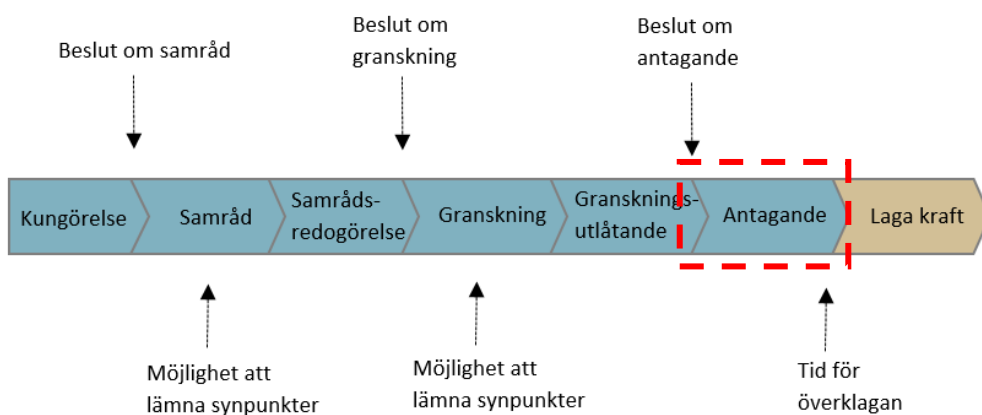 Beslut om samråd
Beslut om
granskning
Beslut om
antagande
Kungörelse
Samråd
Samråds-
redogörelse
Granskning
Gransknings-
utlåtande
Antagande
Laga kraft
Möjlighet att
lämna synpunkter
Möjlighet att
lämna synpunkter
Tid för
överklagan